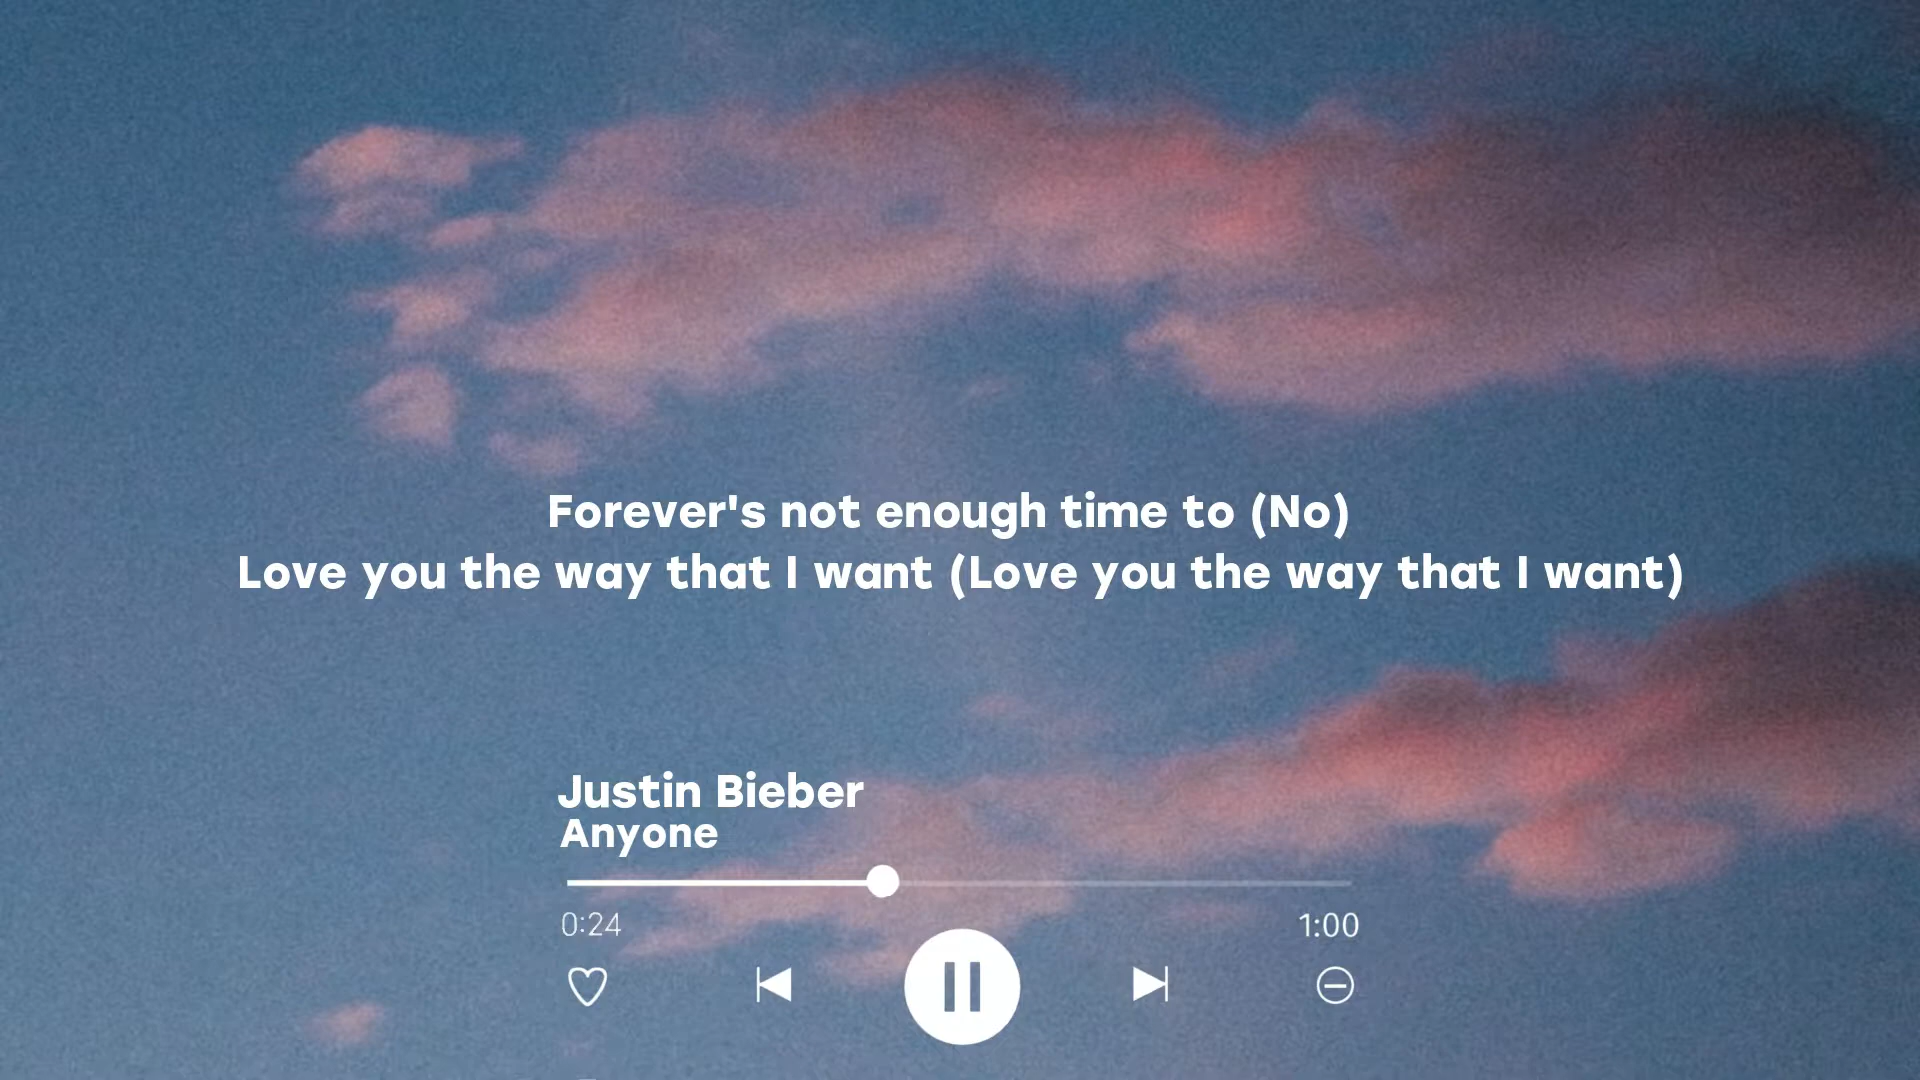 Forever's not enough time to (No)
Love you the way that I want (Love you the way that I want)
Justin Bieber
Anyone
0:24
1:00